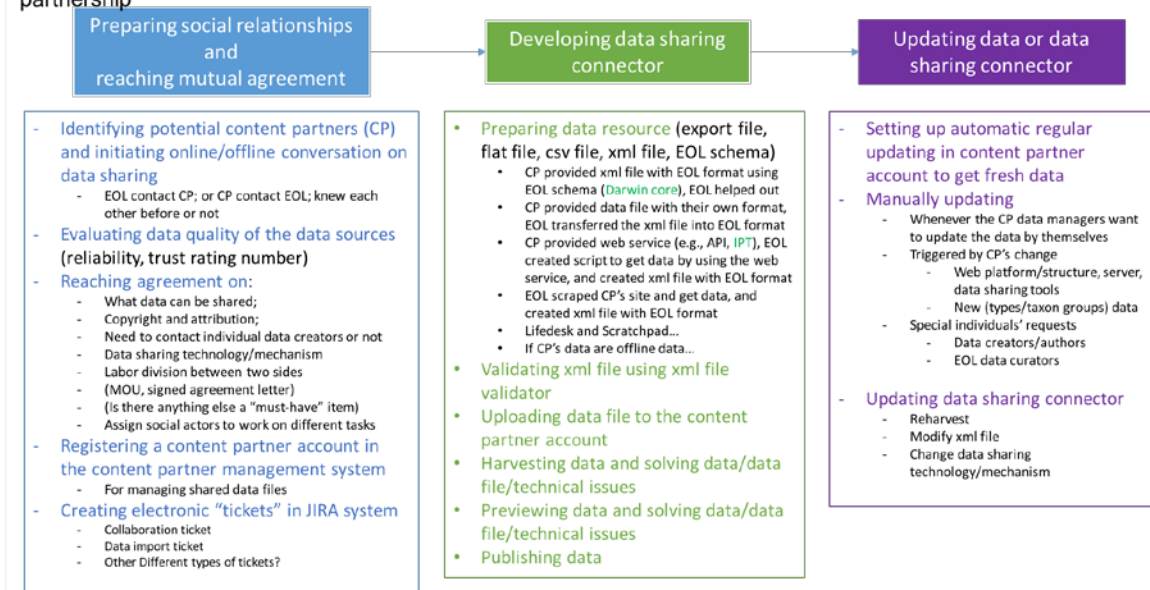 partnership
Preparing social relationships
and
reaching mutual agreement
Developing data sharing
connector
Updating data or data
sharing connector
- Identifying potential content partners (CP)
and initiating online/offline conversation on
data sharing
- EOL contact CP; or CP contact EOL; knew each
other before or not
- Evaluating data quality of the data sources
(reliability, trust rating number)
- Reaching agreement on:
- What data can be shared;
- Copyright and attribution;
- Need to contact individual data creators or not
- Data sharing technology/mechanism
- Labor division between two sides
- (MOU, signed agreement letter)
- (Is there anything else a “must-have” item)
- Assign social actors to work on different tasks
- Registering a content partner account in
the content partner management system
- For managing shared data files
- Creating electronic “tickets” in JIRA system
- Collaboration ticket
- Data import ticket
- Other Different types of tickets?
• Preparing data resource (export file,
flat file, csv file, xml file, EOL schema)
• CP provided xml file with EOL format using
EOL schema (Darwin core), EOL helped out
• CP provided data file with their own format,
EOL transferred the xml file into EOL format
• CP provided web service (e.g., API, IPT), EOL
created script to get data by using the web
service, and created xml file with EOL format
• EOL scraped CP’s site and get data, and
created xml file with EOL format
• Lifedesk and Scratchpad...
• If CP’s data are offline data...
• Validating xml file using xml file
validator
• Uploading data file to the content
partner account
• Harvesting data and solving data/data
file/technical issues
• Previewing data and solving data/data
file/technical issues
• Publishing data
- Setting up automatic regular
updating in content partner
account to get fresh data
- Manually updating
- Whenever the CP data managers want
to update the data by themselves
- Triggered by CP’s change
- Web platform/structure, server,
data sharing tools
- New (types/taxon groups) data
- Special individuals’ requests
- Data creators/authors
- EOL data curators
- Updating data sharing connector
- Reharvest
- Modify xml file
- Change data sharing
technology/mechanism